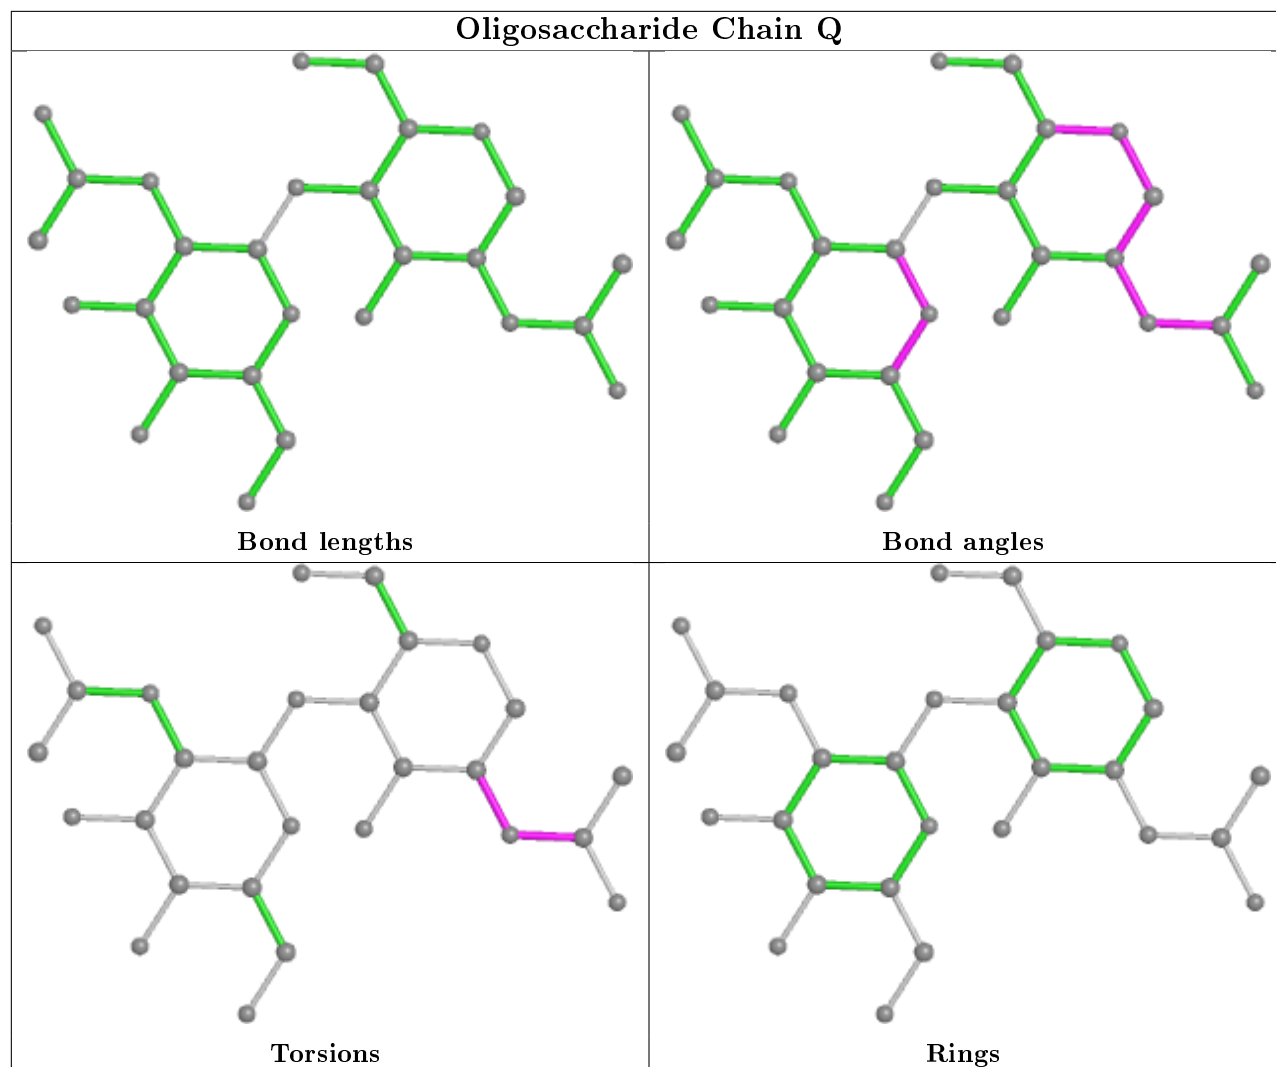 Oligosaccharide Chain Q
Bond lengths
Bond angles
Torsions
Rings